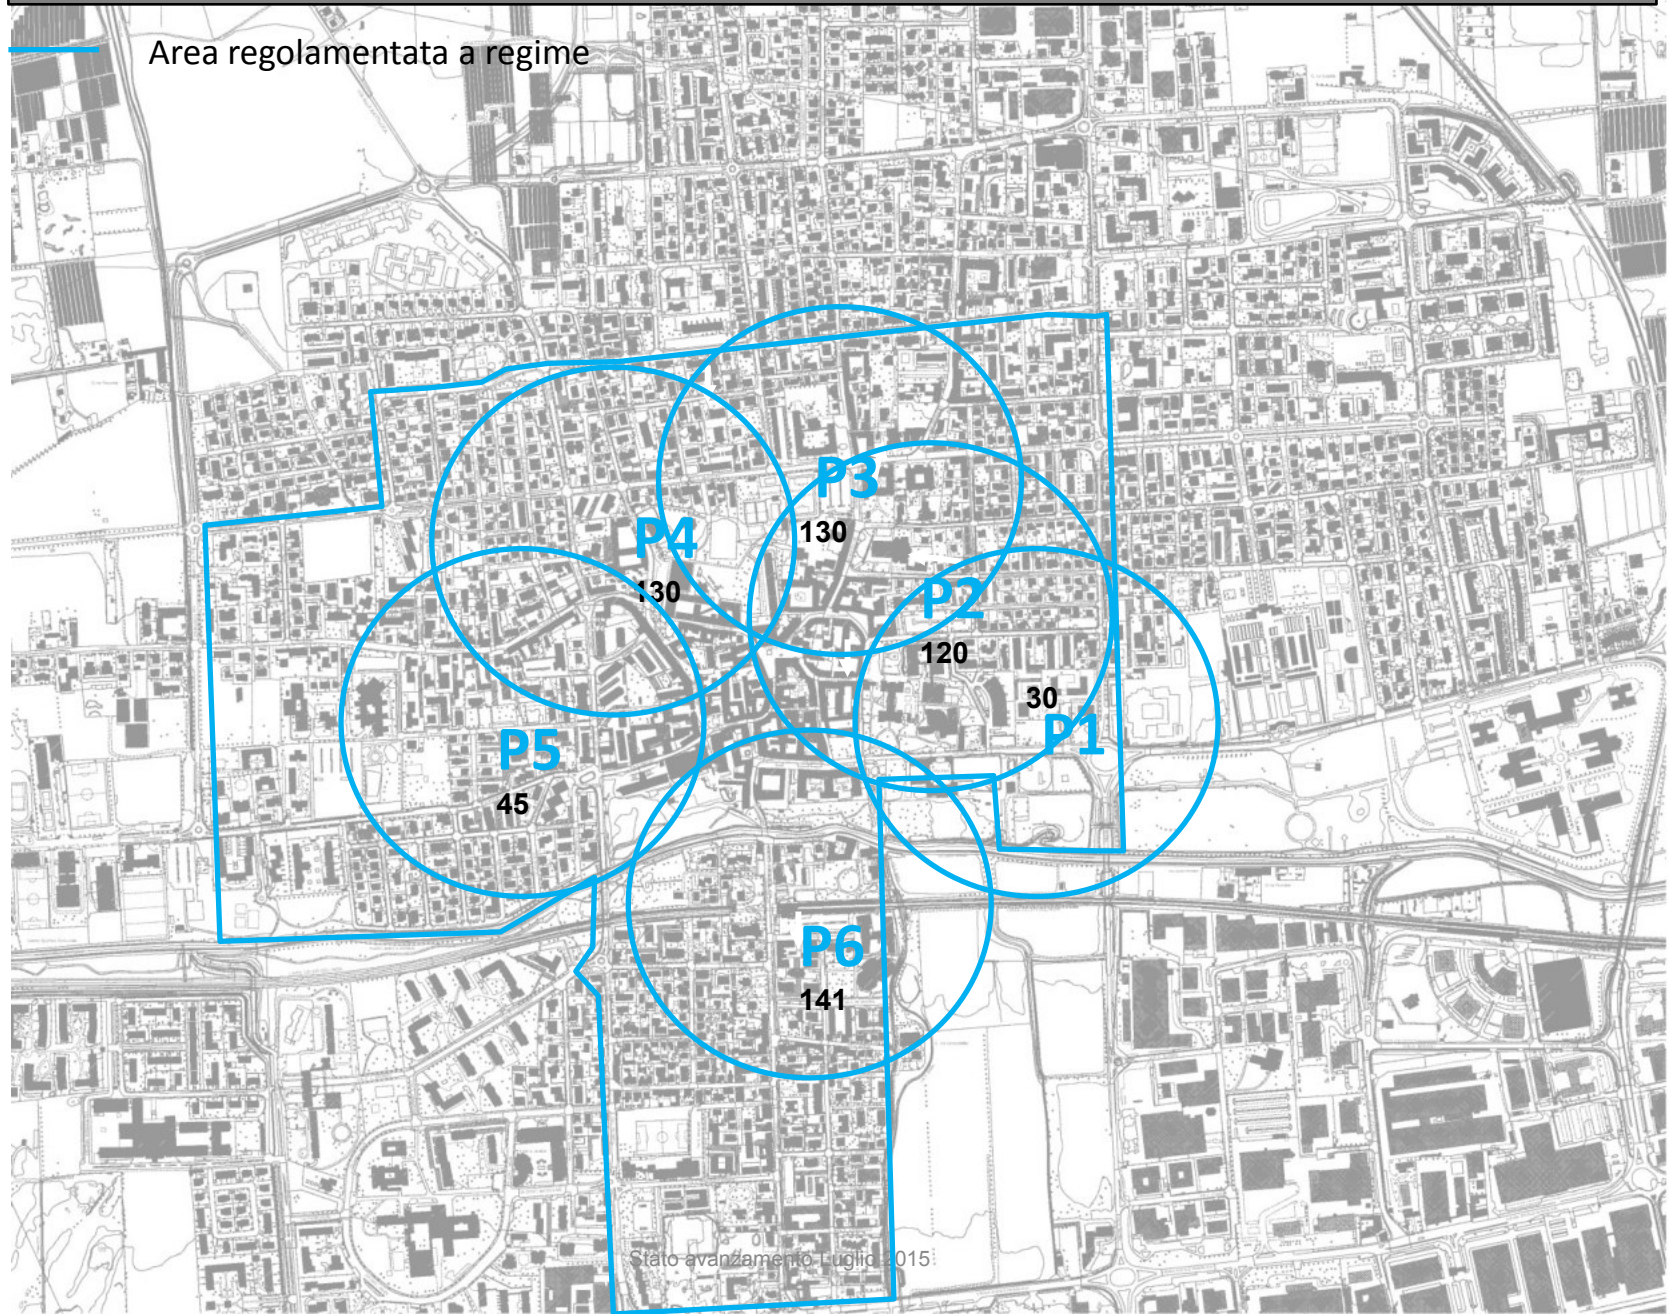 Area regolamentata a regime
P3
130
P4
130
P2
120
30
P1
P5
45
P6
141
Stato avanzamento Luglio 2015